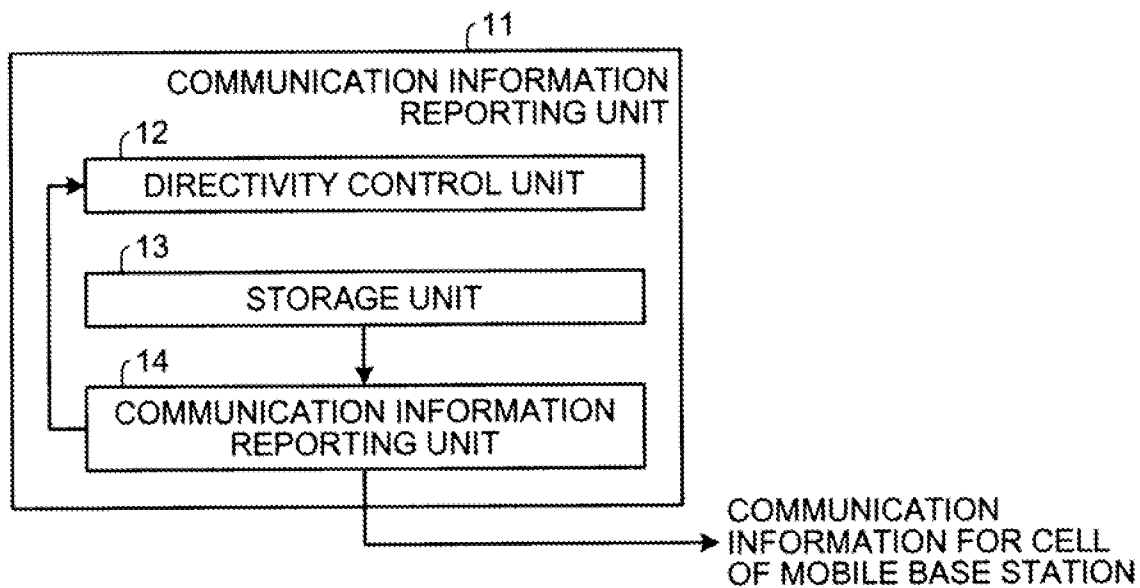 11
COMMUNICATION INFORMATION
REPORTING UNIT
12
DIRECTIVITY CONTROL UNIT
13
STORAGE UNIT
14
COMMUNICATION INFORMATION
REPORTING UNIT
COMMUNICATION
INFORMATION FOR CELL
OF MOBILE BASE STATION